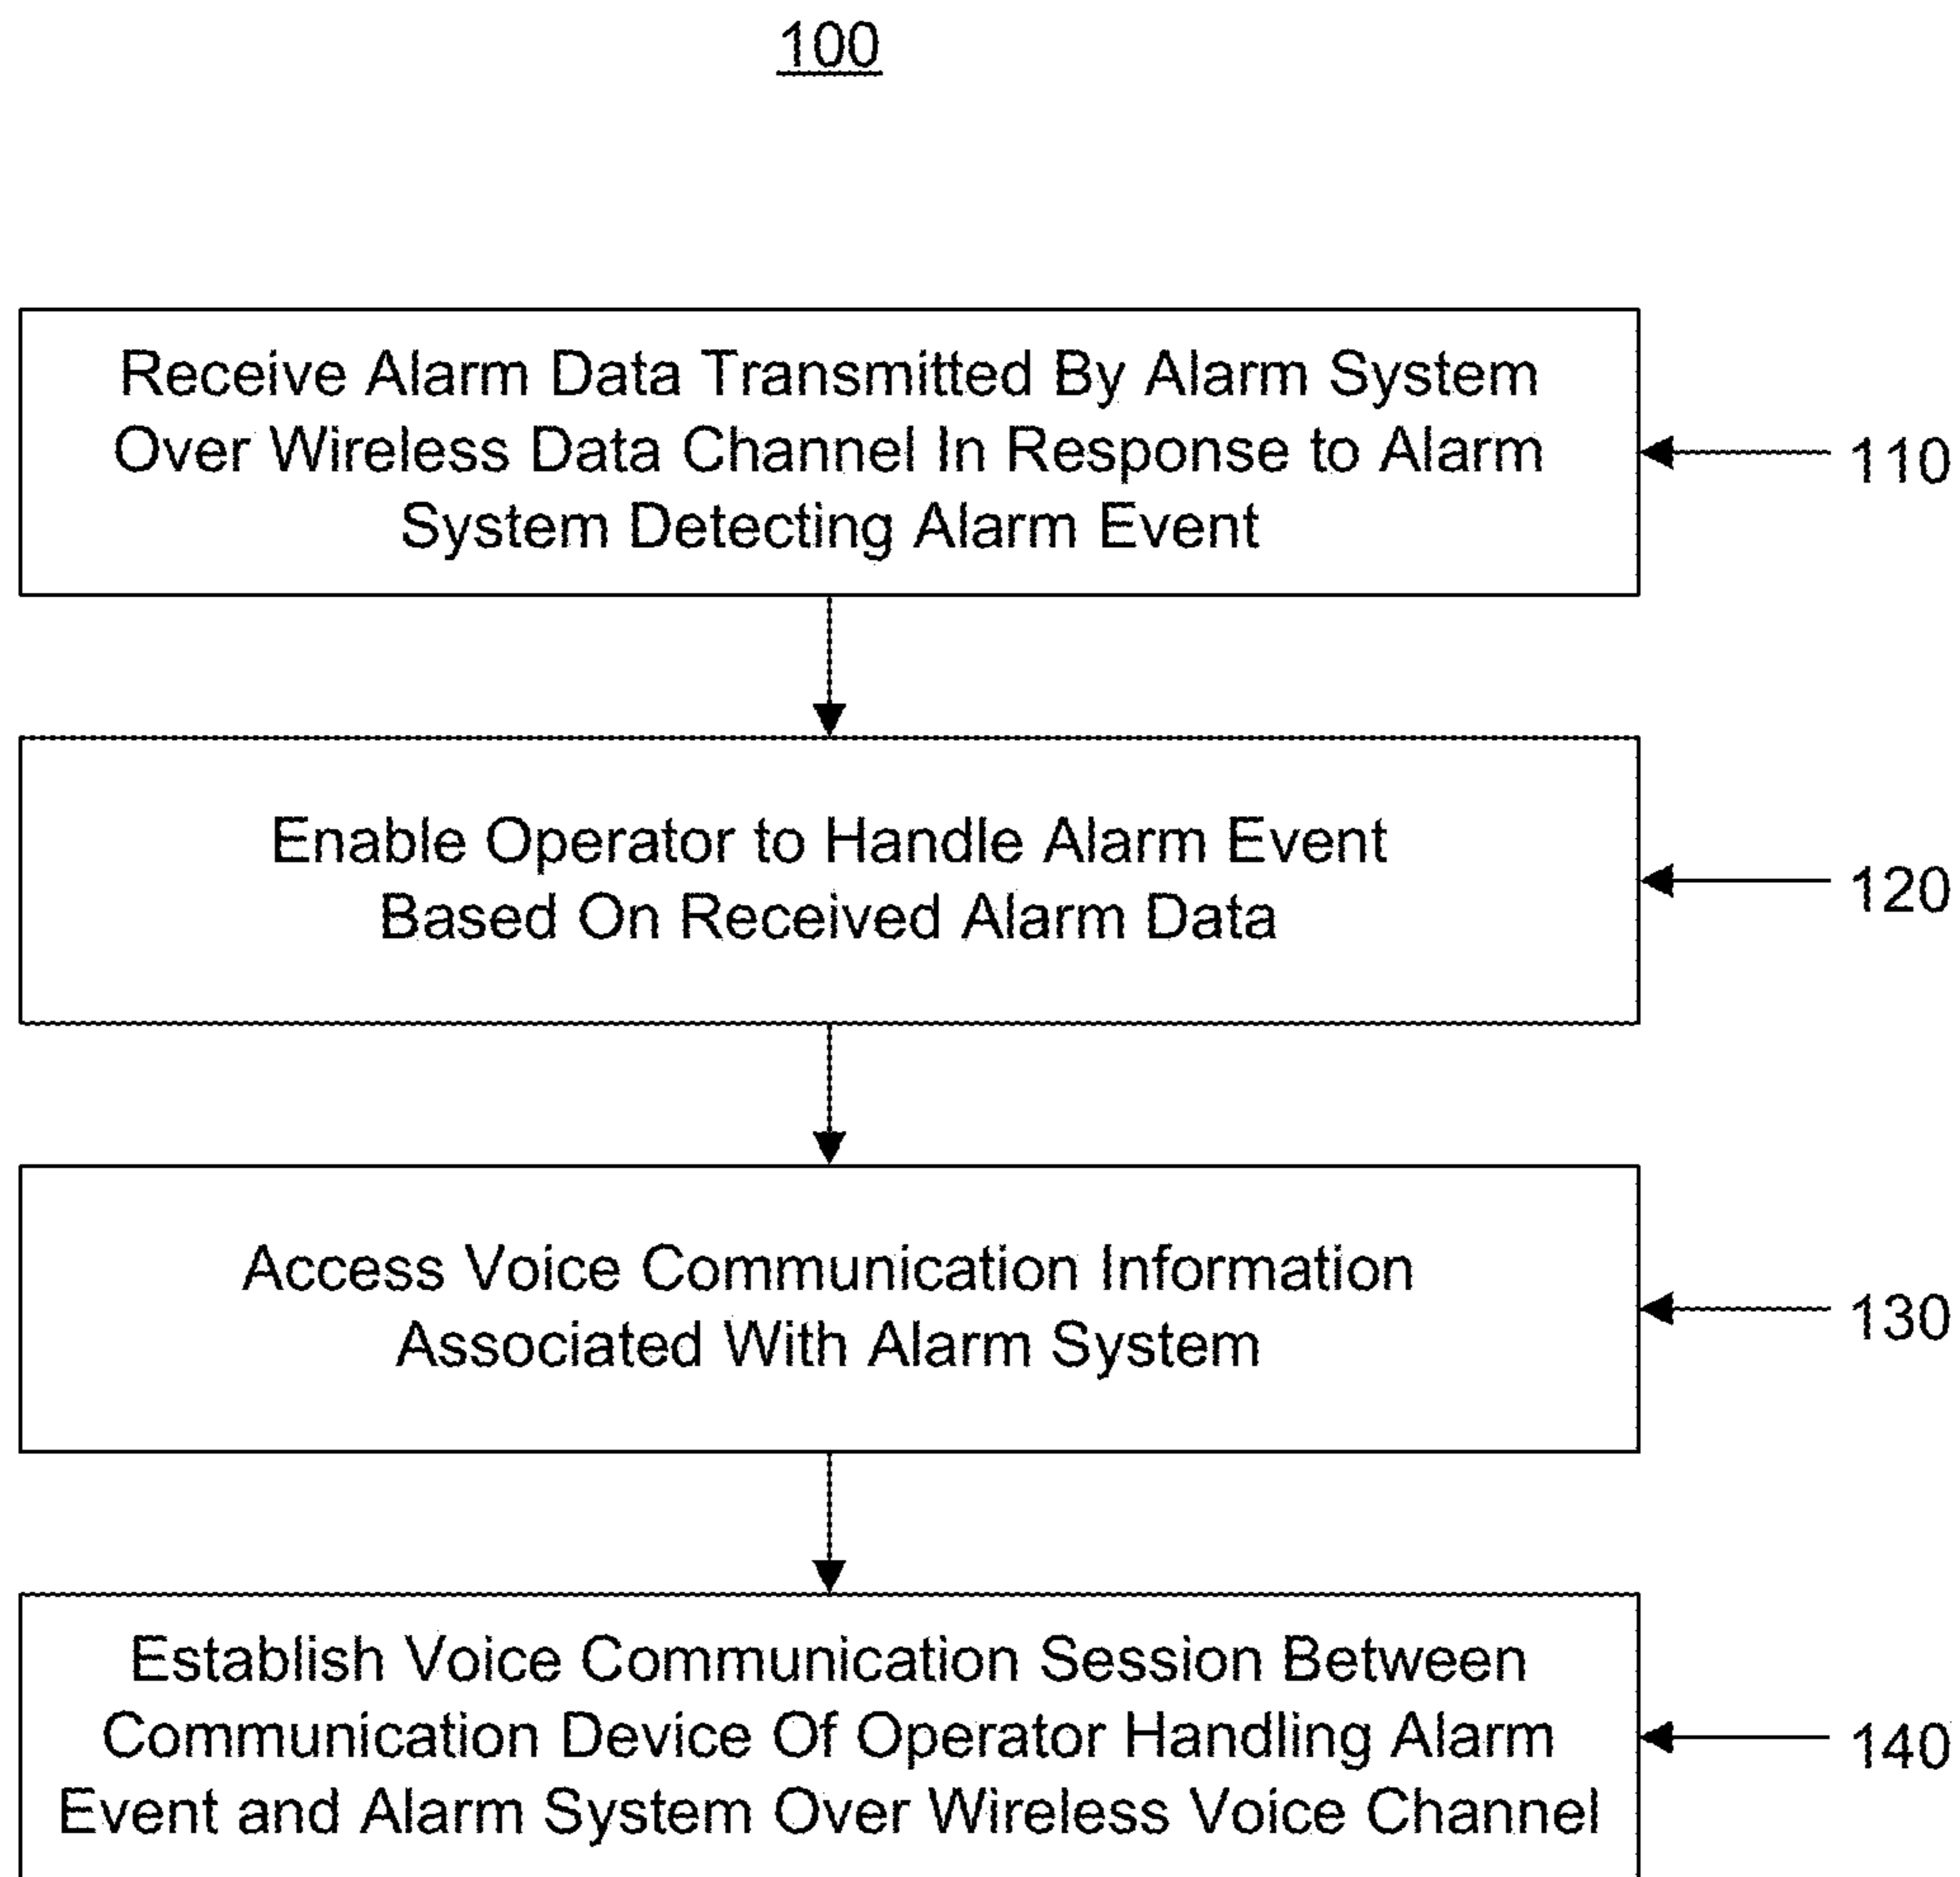 100
Receive Alarm Data Transmitted By Alarm System
Over Wireless Data Channel In Response to Alarm
System Detecting Alarm Event
110
Enable Operator to Handle Alarm Event
Based On Received Alarm Data
120
Access Voice Communication Information
Associated With Alarm System
130
Establish Voice Communication Session Between
Communication Device Of Operator Handling Alarm
Event and Alarm System Over Wireless Voice Channel
140